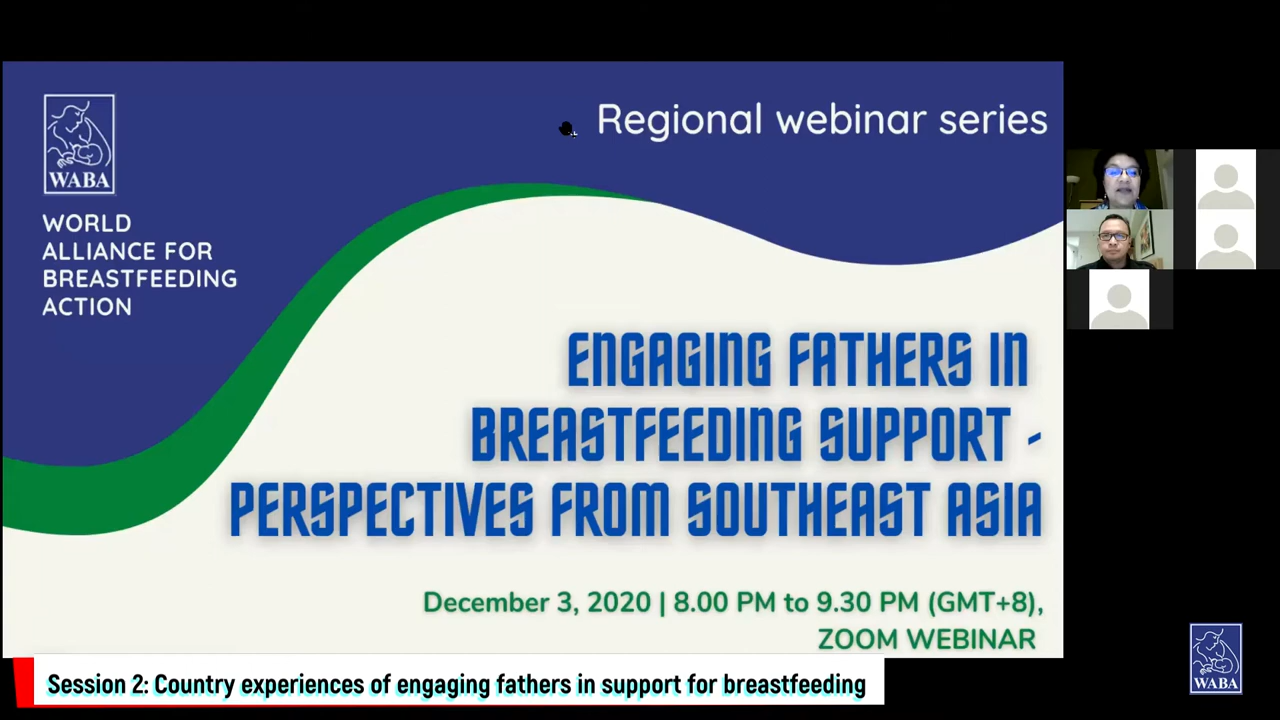 Regional webinar series
WABA
WORLD
ALLIANCE FOR
BREASTFEEDING
ACTION
ENGAGING FATHERS IN
BREASTFEEDING SUPPORT -
PERSPECTIVES FROM SOUTHEAST ASIA
December 3, 2020 | 8.00 PM to 9.30 PM (GMT+8),
ZOOM WEBINAR
Session 2: Country experiences of engaging fathers in support for breastfeeding
WABA